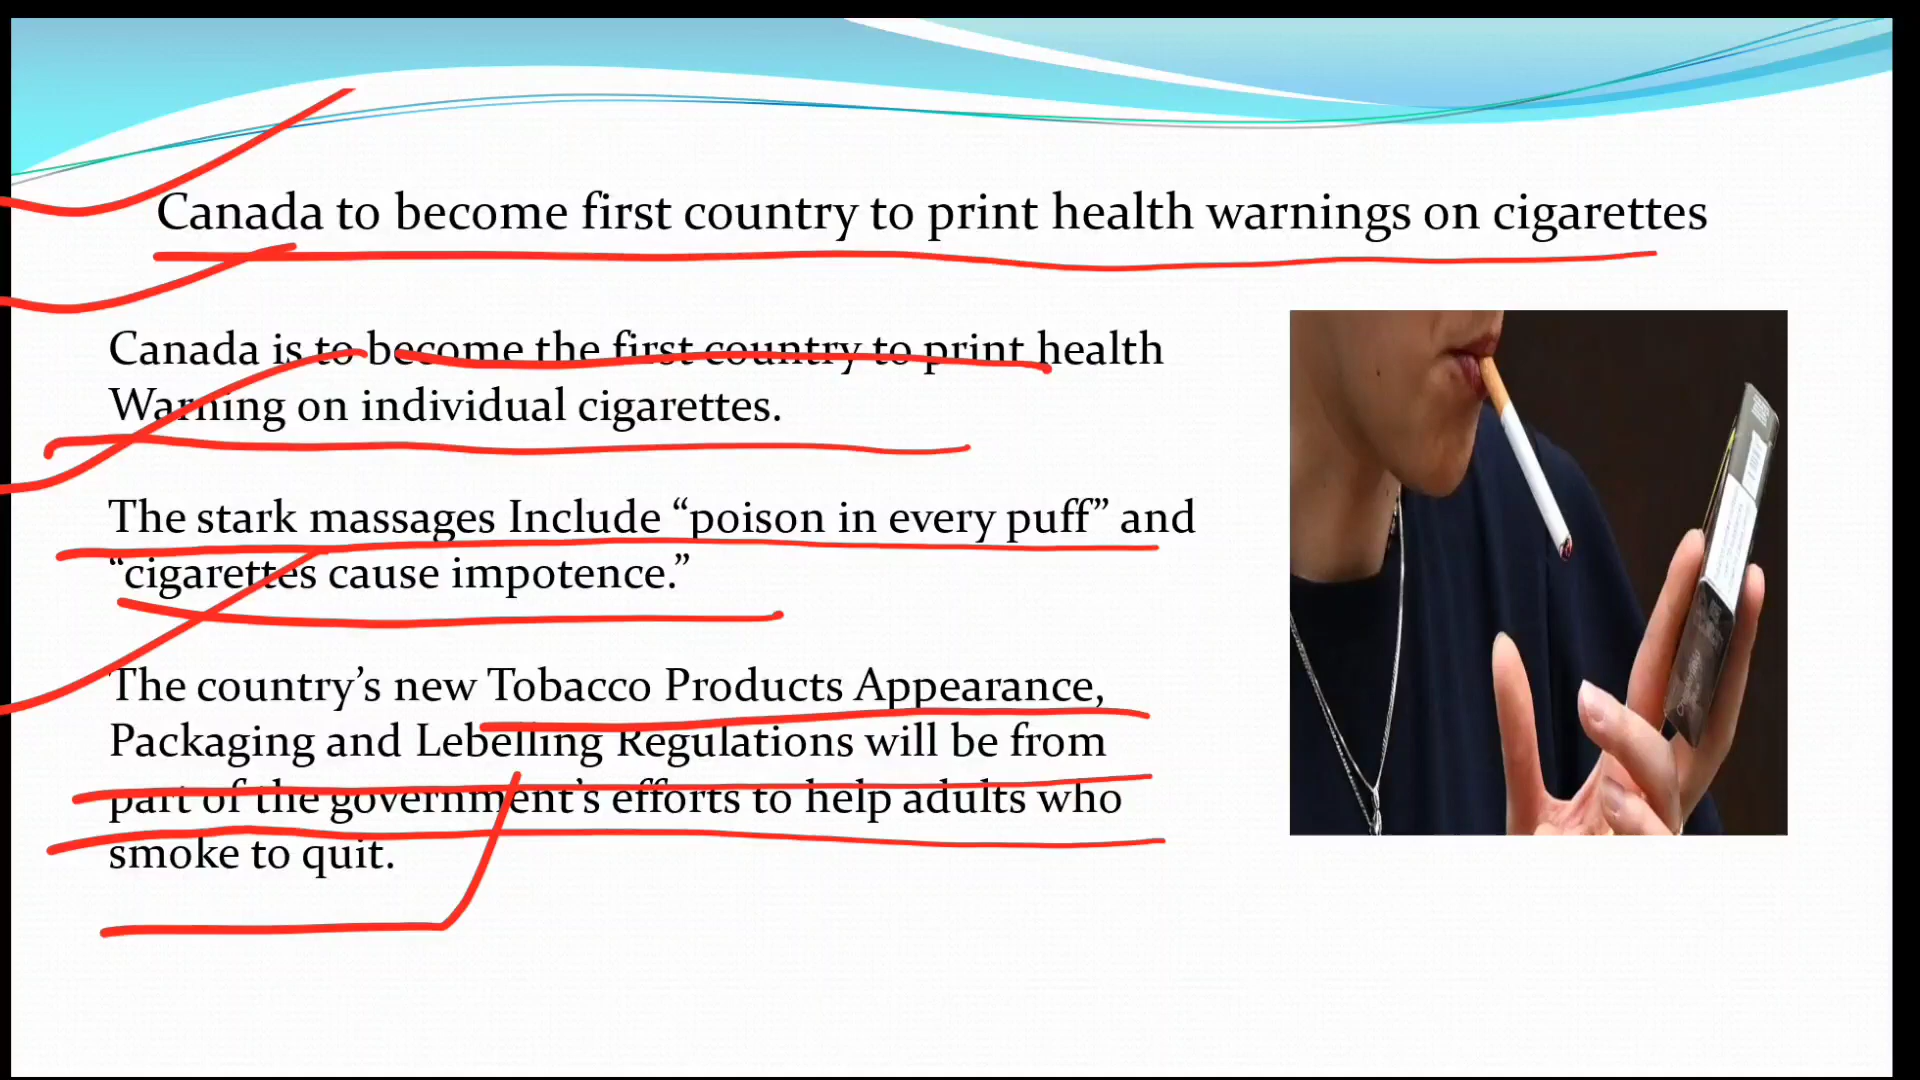 Canada to become first country to print health warnings on cigarettes
Canada is to become the first country to print health
Warning on individual cigarettes.
The stark massages Include “poison in every puff” and
“cigarettes cause impotence.”
The country’s new Tobacco Products Appearance,
Packaging and Lebelling Regulations will be from
part of the government’s efforts to help adults who
smoke to quit.